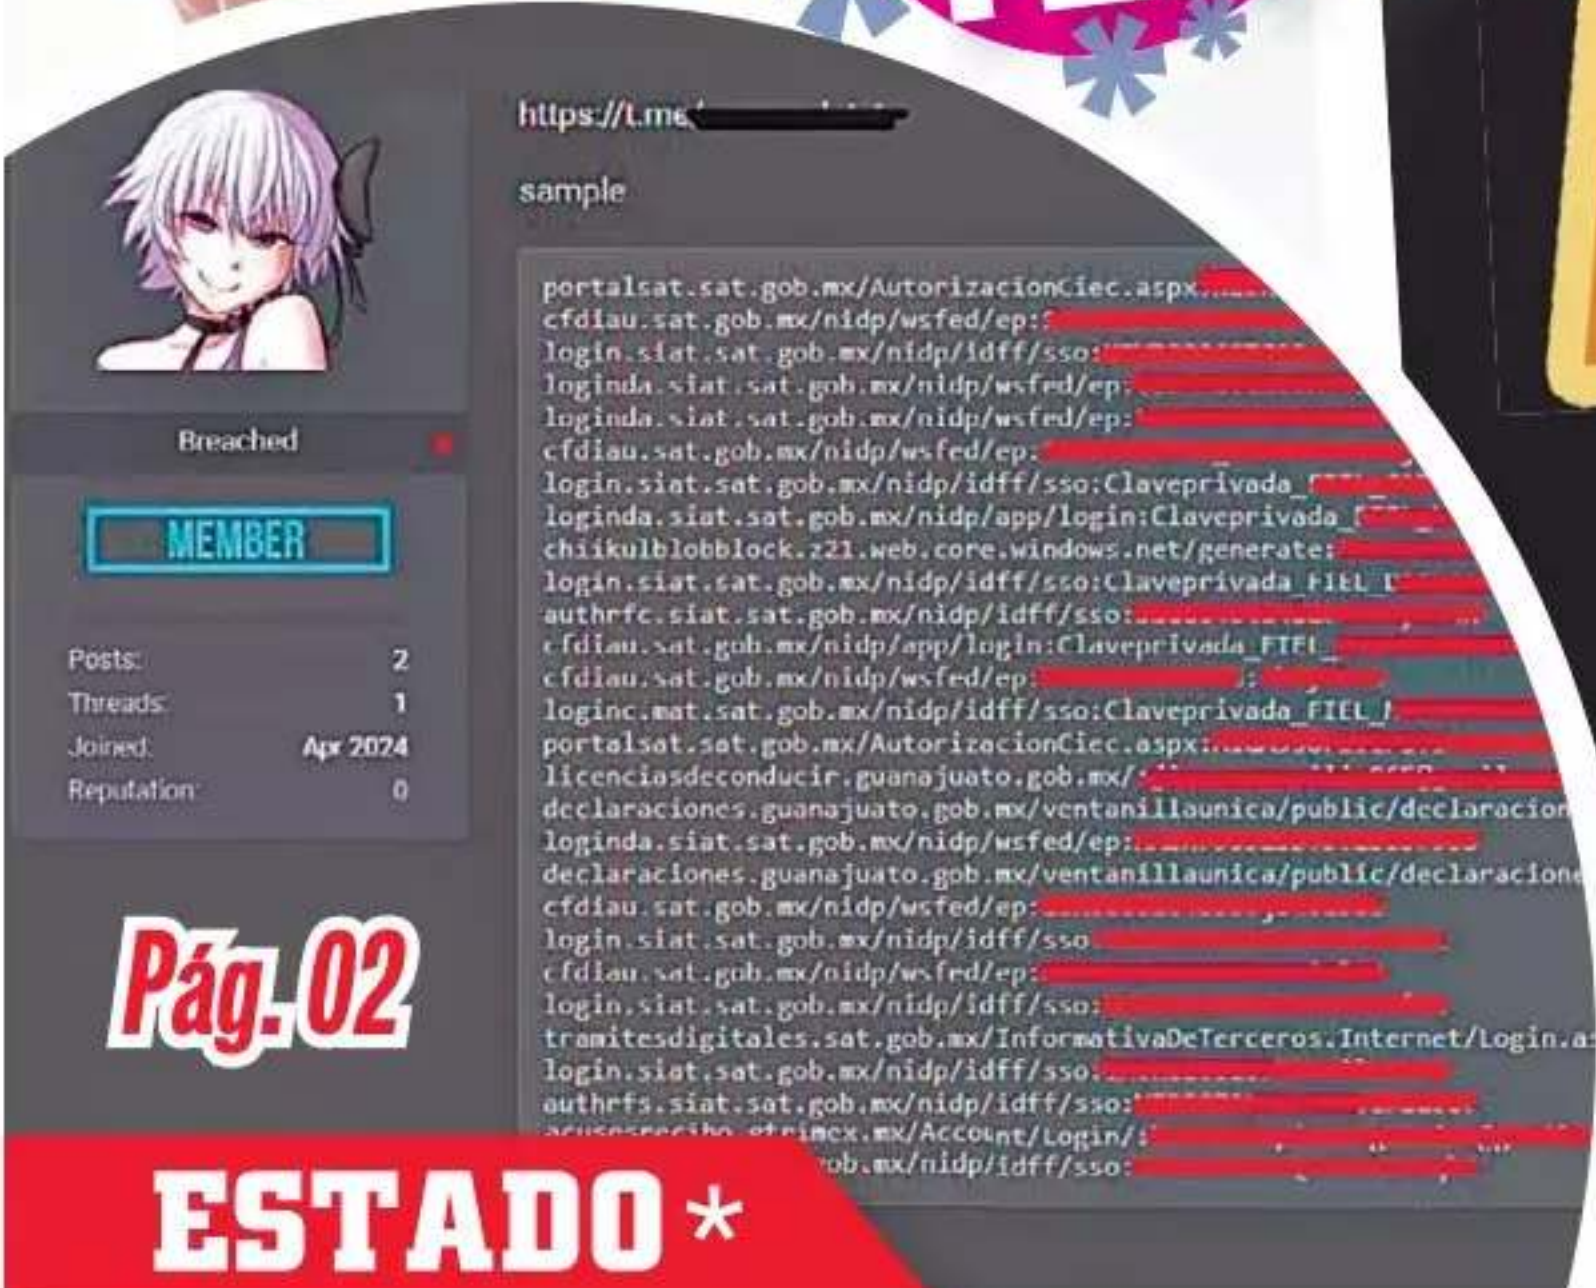 https://t.me/
sample
portalsat.sat.gob.mx/AutorizacionCiec.aspx
cfdiau.sat.gob.mx/nidp/wsfed/ep:
login.siat.sat.gob.mx/nidp/idff/sso:
loginda.siat.sat.gob.mx/nidp/wsfed/ep:
loginda.siat.sat.gob.mx/nidp/wsfed/ep:
Breached
cfdiau.sat.gob.mx/nidp/wsfed/ep:
login.siat.sat.gob.mx/nidp/idff/sso:Claveprivada_
loginda.siat.sat.gob.mx/nidp/app/login:Claveprivada_
MEMBER
chiikulblobblock.z21.web.core.windows.net/generate:
login.siat.sat.gob.mx/nidp/idff/sso:Claveprivada_FIEL_
authrfc.siat.sat.gob.mx/nidp/idff/sso:
cfdiau.sat.gob.mx/nidp/app/login:Claveprivada_FIEL_
Posts: 2
cfdiau.sat.gob.mx/nidp/wsfed/ep:
Threads: 1
loginc.mat.sat.gob.mx/nidp/idff/sso:Claveprivada_FIEL_
Joined: Apr 2024
portalsat.sat.gob.mx/AutorizacionCiec.aspx:
Reputation: 0
licenciasdeconducir.guanajuato.gob.mx/
declaraciones.guanajuato.gob.mx/ventanillaunica/public/declaracion
loginda.siat.sat.gob.mx/nidp/wsfed/ep:
declaraciones.guanajuato.gob.mx/ventanillaunica/public/declaracione
cfdiau.sat.gob.mx/nidp/wsfed/ep:
login.siat.sat.gob.mx/nidp/idff/sso
cfdiau.sat.gob.mx/nidp/wsfed/ep:
login.siat.sat.gob.mx/nidp/idff/sso:
Pág. 02
tramitesdigitales.sat.gob.mx/InformativaDeTerceros.Internet/Login.as
login.siat.sat.gob.mx/nidp/idff/sso:
authrfs.siat.sat.gob.mx/nidp/idff/sso:
.mx/Account/Login/
ob.mx/nidp/idff/sso:
ESTADO*